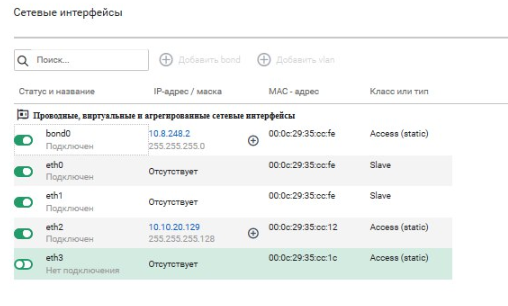 Сетевые интерфейсы
Поиск...
Добавить bond
Добавить vlan
Статус и название
IP-адрес / маска
MAC - адрес
Класс или тип
Проводные, виртуальные и агрегированные сетевые интерфейсы
bond0
Подключен
10.8.248.2
255.255.255.0
00:0c:29:35:cc:fe
Access (static)
eth0
Подключен
Отсутствует
00:0c:29:35:cc:fe
Slave
eth1
Подключен
Отсутствует
00:0c:29:35:cc:fe
Slave
eth2
Подключен
10.10.20.129
255.255.255.128
00:0c:29:35:cc:12
Access (static)
eth3
Нет подключения
Отсутствует
00:0c:29:35:cc:1c
Access (static)